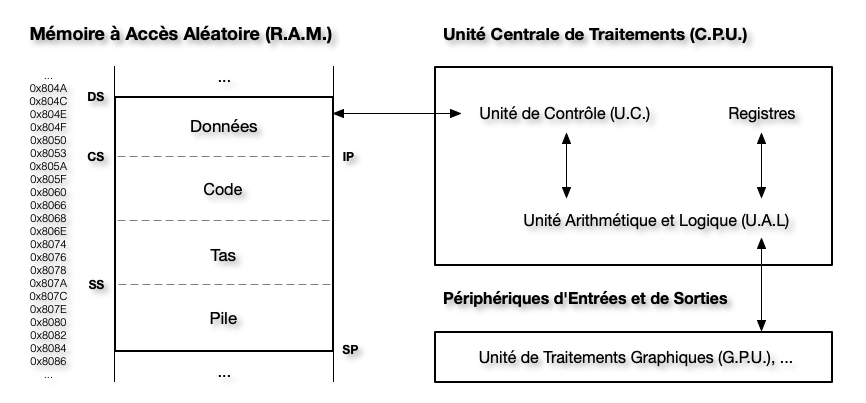 Mémoire à Accès Aléatoire (R.A.M.)
Unité Centrale de Traitements (C.P.U.)
...
0x804A
0x804C
0x804E
0x804F
0x8050
0x8053
0x805A
0x805F
0x8060
0x8066
0x8068
0x806E
0x8074
0x8076
0x8078
0x807A
0x807C
0x807E
0x8080
0x8082
0x8084
0x8086
...
DS
CS
SS
...
Données
Code
Tas
Pile
...
IP
SP
Unité de Contrôle (U.C.)
Registres
Unité Arithmétique et Logique (U.A.L)
Périphériques d'Entrées et de Sorties
Unité de Traitements Graphiques (G.P.U.), ...